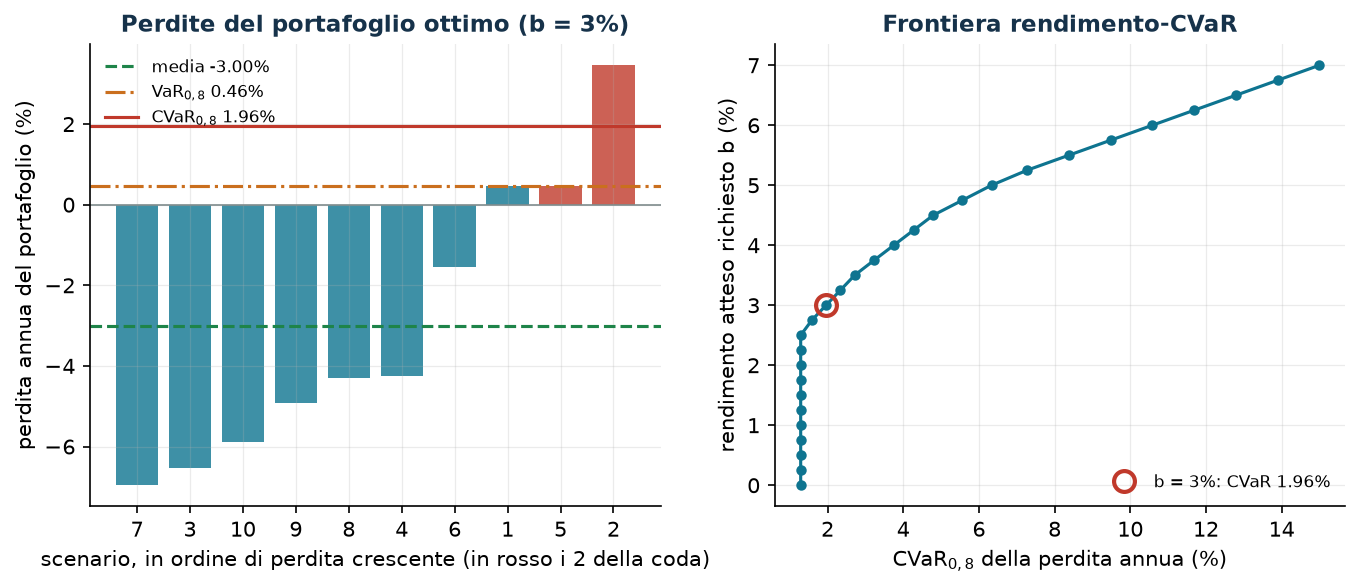 Perdite del portafoglio ottimo (b = 3%)
perdita annua del portafoglio (%)
2
0
−2
−4
−6
media -3.00%
VaR0,8 0.46%
CVaR0,8 1.96%
7 3 10 9 8 4 6 1 5 2
scenario, in ordine di perdita crescente (in rosso i 2 della coda)
Frontiera rendimento-CVaR
rendimento atteso richiesto b (%)
7
6
5
4
3
2
1
0
b = 3%: CVaR 1.96%
2 4 6 8 10 12 14
CVaR0,8 della perdita annua (%)